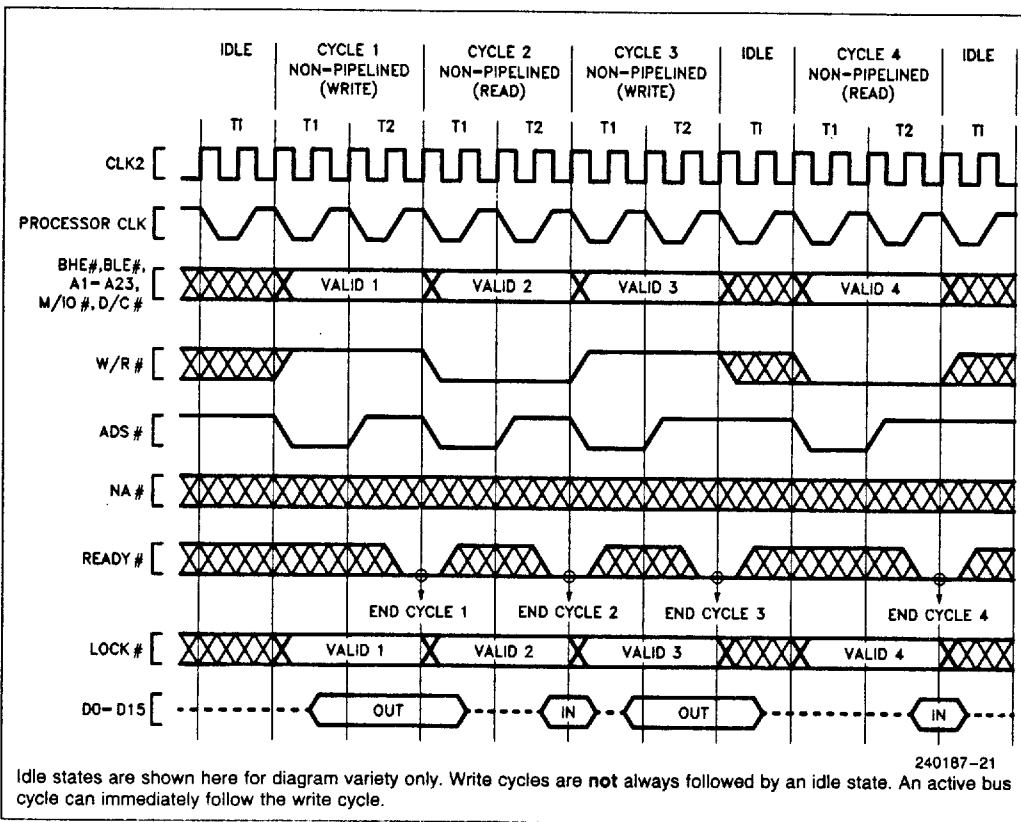 IDLE CYCLE 1 CYCLE 2 CYCLE 3 IDLE CYCLE 4 IDLE
NON-PIPELINED NON-PIPELINED NON-PIPELINED NON-PIPELINED
(WRITE) (READ) (WRITE) (READ)
TI T1 T2 T1 T2 T1 T2 TI T1 T2 TI
CLK2
PROCESSOR CLK
BHE#,BLE#,
A1-A23,
M/IO#,D/C#
VALID 1 VALID 2 VALID 3 VALID 4
W/R#
ADS#
NA#
READY#
END CYCLE 1 END CYCLE 2 END CYCLE 3 END CYCLE 4
LOCK# VALID 1 VALID 2 VALID 3 VALID 4
D0-D15 OUT IN OUT IN
240187-21
Idle states are shown here for diagram variety only. Write cycles are not always followed by an idle state. An active bus
cycle can immediately follow the write cycle.